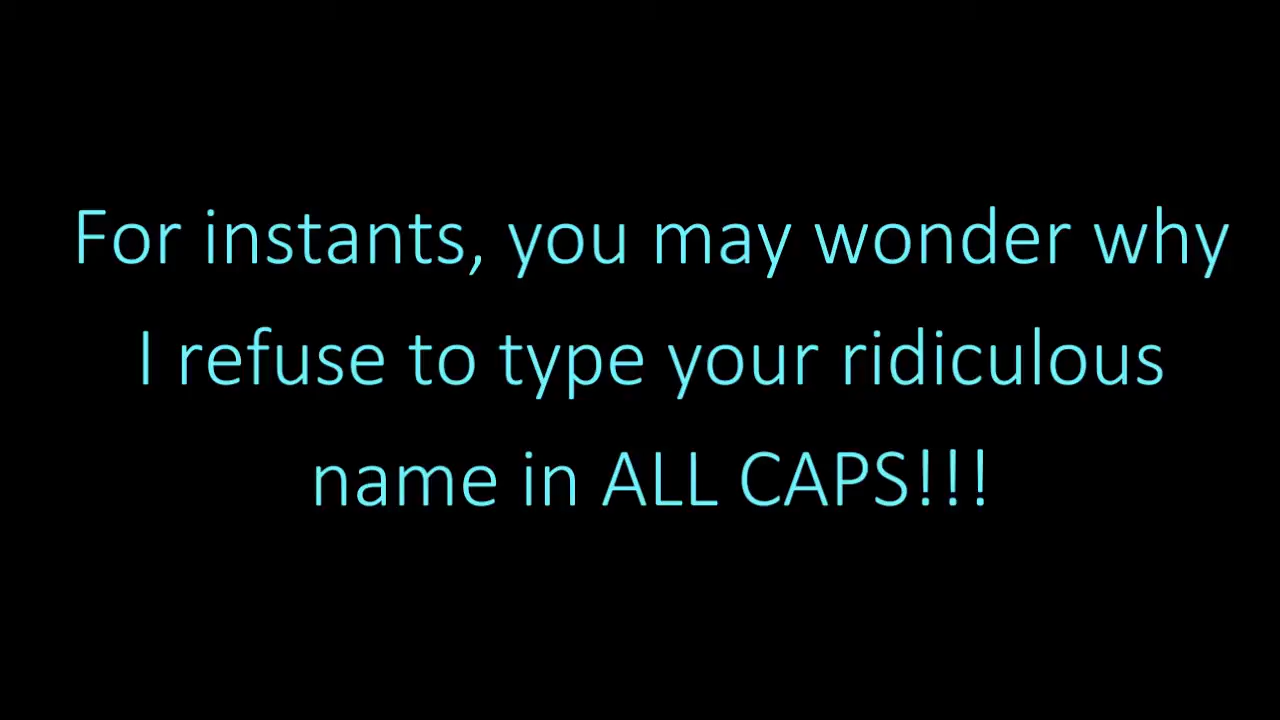 For instants, you may wonder why
I refuse to type your ridiculous
name in ALL CAPS!!!